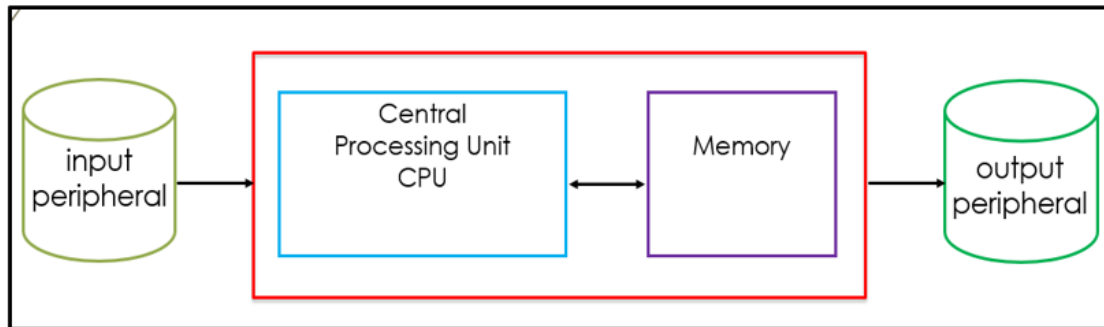 input
peripheral
Central
Processing Unit
CPU
Memory
output
peripheral